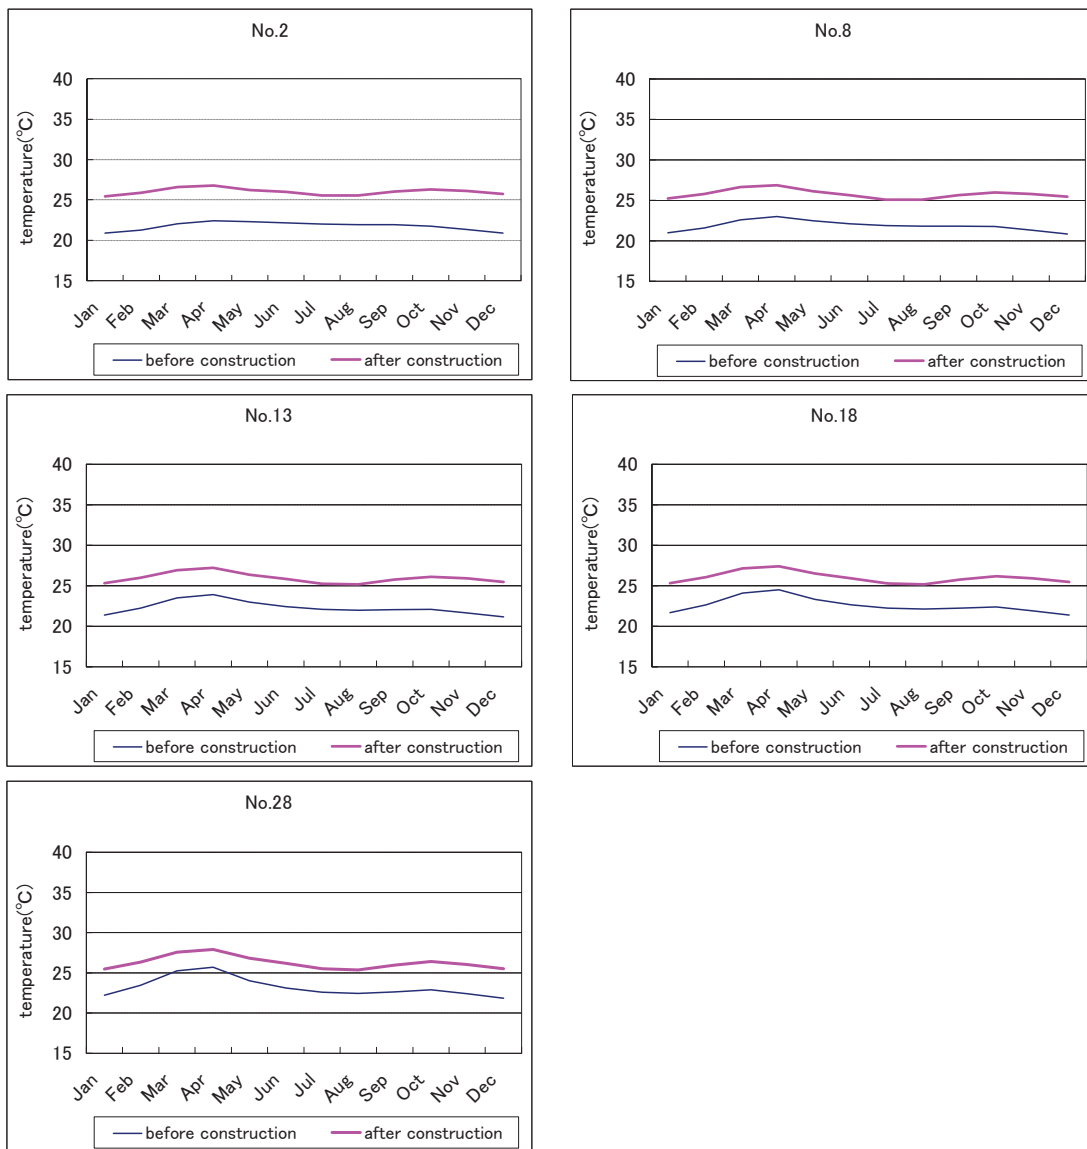 No.2
temperature(℃)
40
35
30
25
20
15
Jan Feb Mar Apr May Jun Jul Aug Sep Oct Nov Dec
before construction after construction
No.8
temperature(℃)
40
35
30
25
20
15
Jan Feb Mar Apr May Jun Jul Aug Sep Oct Nov Dec
before construction after construction
No.13
temperature(℃)
40
35
30
25
20
15
Jan Feb Mar Apr May Jun Jul Aug Sep Oct Nov Dec
before construction after construction
No.18
temperature(℃)
40
35
30
25
20
15
Jan Feb Mar Apr May Jun Jul Aug Sep Oct Nov Dec
before construction after construction
No.28
temperature(℃)
40
35
30
25
20
15
Jan Feb Mar Apr May Jun Jul Aug Sep Oct Nov Dec
before construction after construction